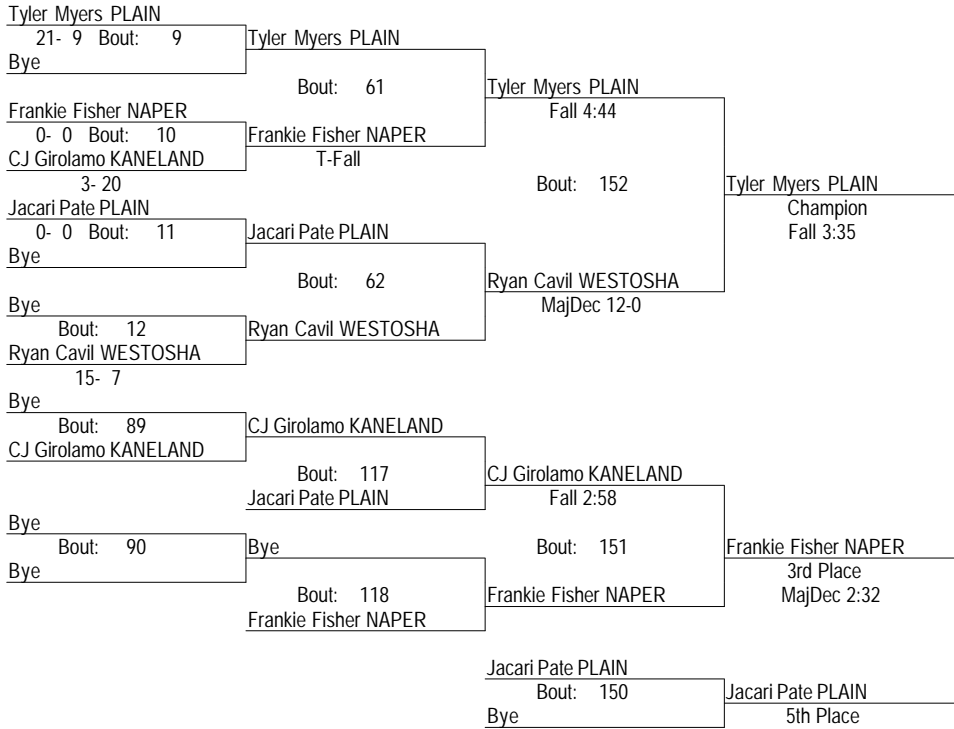 Tyler Myers PLAIN
21- 9 Bout: 9
Bye
Tyler Myers PLAIN
Bout: 61
Frankie Fisher NAPER
0- 0 Bout: 10
CJ Girolamo KANELAND
3- 20
Frankie Fisher NAPER
T-Fall
Tyler Myers PLAIN
Fall 4:44
Bout: 152
Tyler Myers PLAIN
Champion
Fall 3:35
Jacari Pate PLAIN
0- 0 Bout: 11
Bye
Jacari Pate PLAIN
Bout: 62
Bye
Bout: 12
Ryan Cavil WESTOSHA
15- 7
Ryan Cavil WESTOSHA
Ryan Cavil WESTOSHA
MajDec 12-0
Bye
Bout: 89
CJ Girolamo KANELAND
CJ Girolamo KANELAND
Bout: 117
Jacari Pate PLAIN
CJ Girolamo KANELAND
Fall 2:58
Bye
Bout: 90
Bye
Bye
Bout: 118
Frankie Fisher NAPER
Bout: 151
Frankie Fisher NAPER
Frankie Fisher NAPER
3rd Place
MajDec 2:32
Jacari Pate PLAIN
Bout: 150
Bye
Jacari Pate PLAIN
5th Place